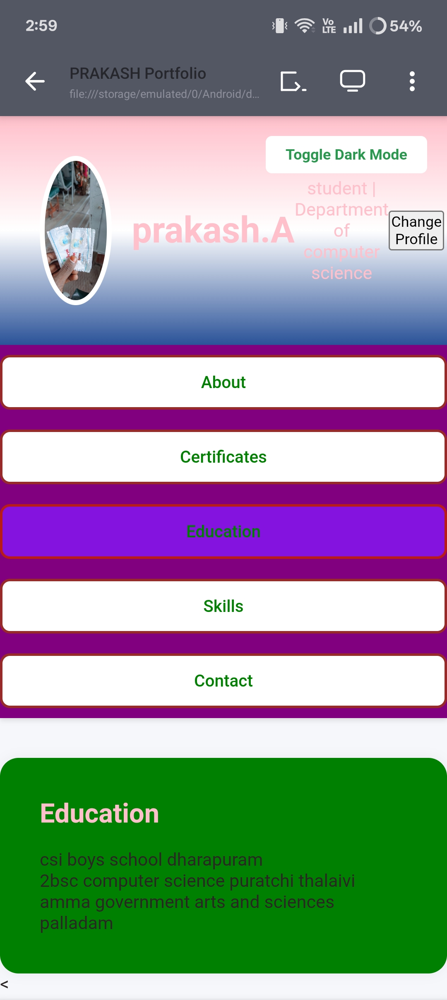 2:59
Vo
LTE
54%
PRAKASH Portfolio
file:///storage/emulated/0/Android/d...
Toggle Dark Mode
student |
Department
of
computer
science
prakash.A
Change
Profile
About
Certificates
Education
Skills
Contact
Education
csi boys school dharapuram
2bsc computer science puratchi thalaivi
amma government arts and sciences
palladam
<